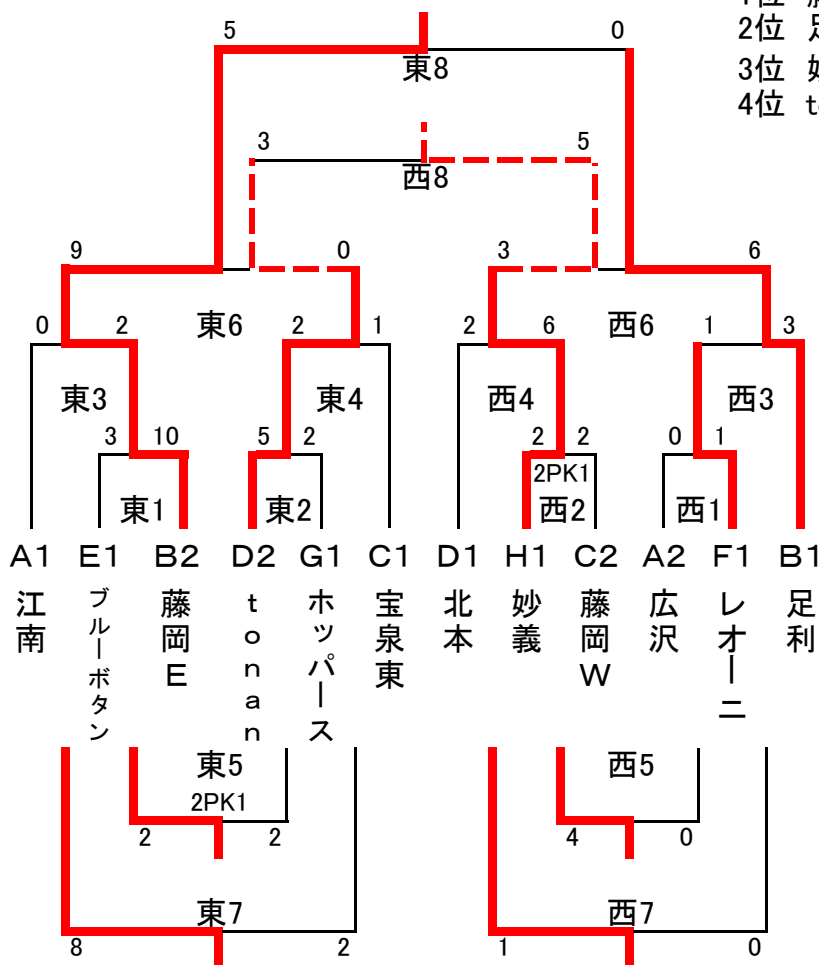 1位
5 0
2位 足
東8
3位 妙
4位 t
3 5
西8
9 0 3 6
0 2 東6 2 1 2 6 西6 1 3
東3 東4 西4 西3
3 10 5 2 2 2 0 1
2PK1
東1 東2 西2 西1
A1 E1 B2 D2 G1 C1 D1 H1 C2 A2 F1 B1
江南
ブルーボタン
藤岡E
tonan
ホッパース
宝泉東
北本
妙義
藤岡W
広沢
レオーニ
足利
東5 西5
2PK1
2 2 4 0
東7 西7
8 2 1 0